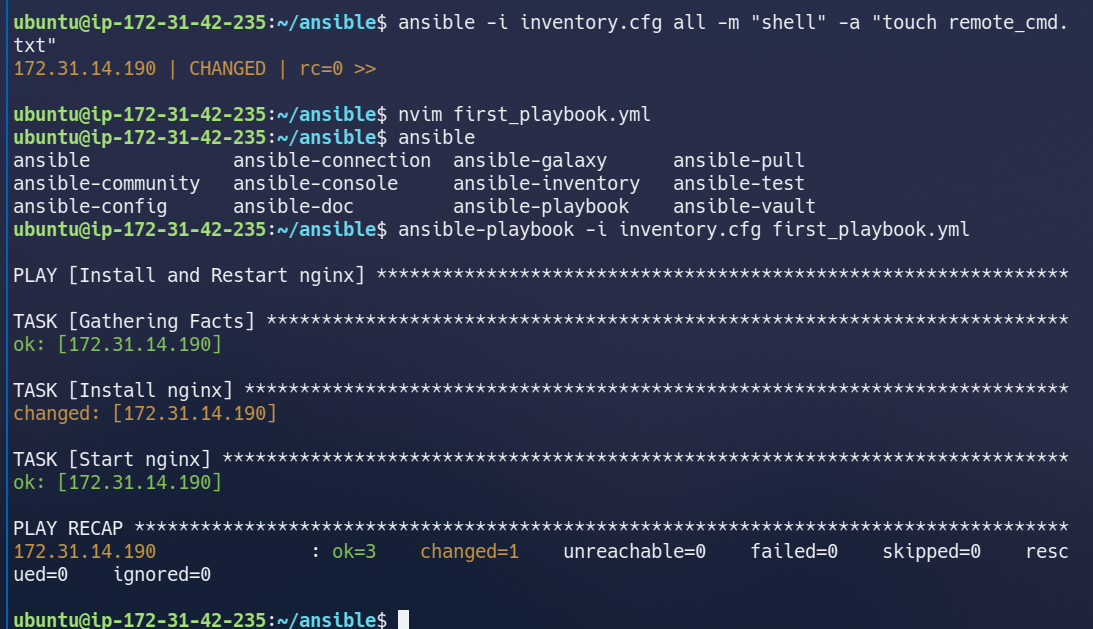 ubuntu@ip-172-31-42-235:~/ansible$ ansible -i inventory.cfg all -m "shell" -a "touch remote_cmd.
txt"
172.31.14.190 | CHANGED | rc=0 >>
ubuntu@ip-172-31-42-235:~/ansible$ nvim first_playbook.yml
ubuntu@ip-172-31-42-235:~/ansible$ ansible
ansible             ansible-connection  ansible-galaxy      ansible-pull
ansible-community   ansible-console     ansible-inventory   ansible-test
ansible-config      ansible-doc         ansible-playbook    ansible-vault
ubuntu@ip-172-31-42-235:~/ansible$ ansible-playbook -i inventory.cfg first_playbook.yml
PLAY [Install and Restart nginx] ***************************************************************
TASK [Gathering Facts] *************************************************************************
ok: [172.31.14.190]
TASK [Install nginx] ***************************************************************************
changed: [172.31.14.190]
TASK [Start nginx] *****************************************************************************
ok: [172.31.14.190]
PLAY RECAP *************************************************************************************
172.31.14.190              : ok=3    changed=1    unreachable=0    failed=0    skipped=0    resc
ued=0    ignored=0
ubuntu@ip-172-31-42-235:~/ansible$